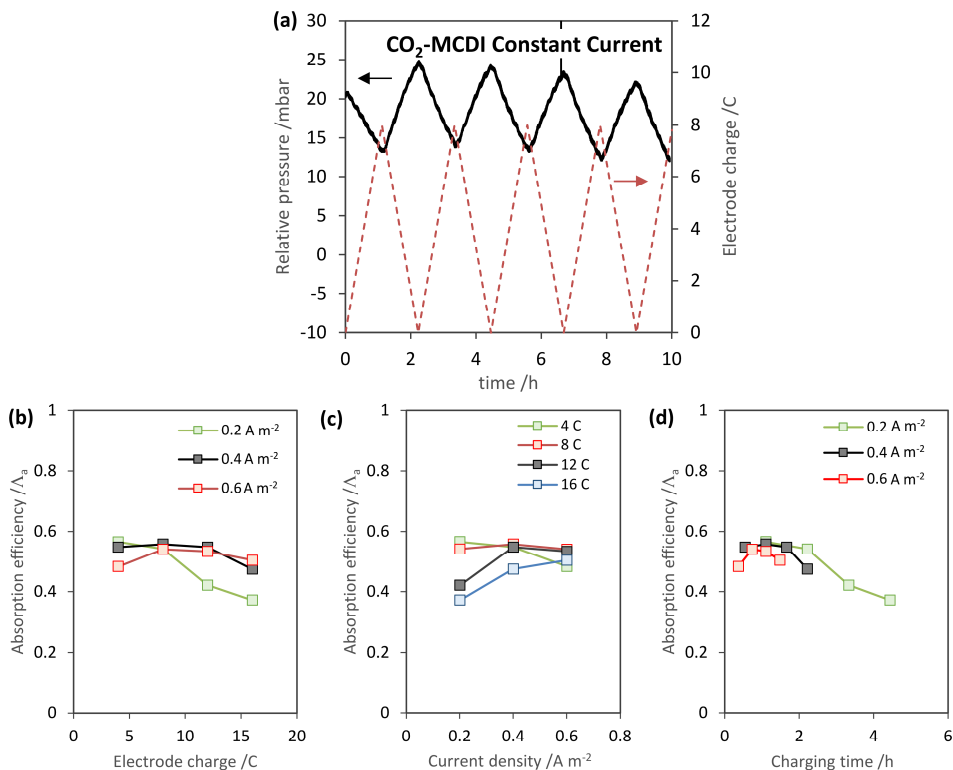 (a)
CO₂-MCDI Constant Current
Relative pressure /mbar
30
25
20
15
10
5
0
-5
-10
12
10
8
6
4
2
0
Electrode charge /C
0 2 4 6 8 10
time /h
(b)
Absorption efficiency /Λₐ
1
0.8
0.6
0.4
0.2
0
0.2 A m⁻²
0.4 A m⁻²
0.6 A m⁻²
0 5 10 15 20
Electrode charge /C
(c)
Absorption efficiency /Λₐ
1
0.8
0.6
0.4
0.2
0
4 C
8 C
12 C
16 C
0 0.2 0.4 0.6 0.8
Current density /A m⁻²
(d)
Absorption efficiency /Λₐ
1
0.8
0.6
0.4
0.2
0
0.2 A m⁻²
0.4 A m⁻²
0.6 A m⁻²
0 2 4 6
Charging time /h